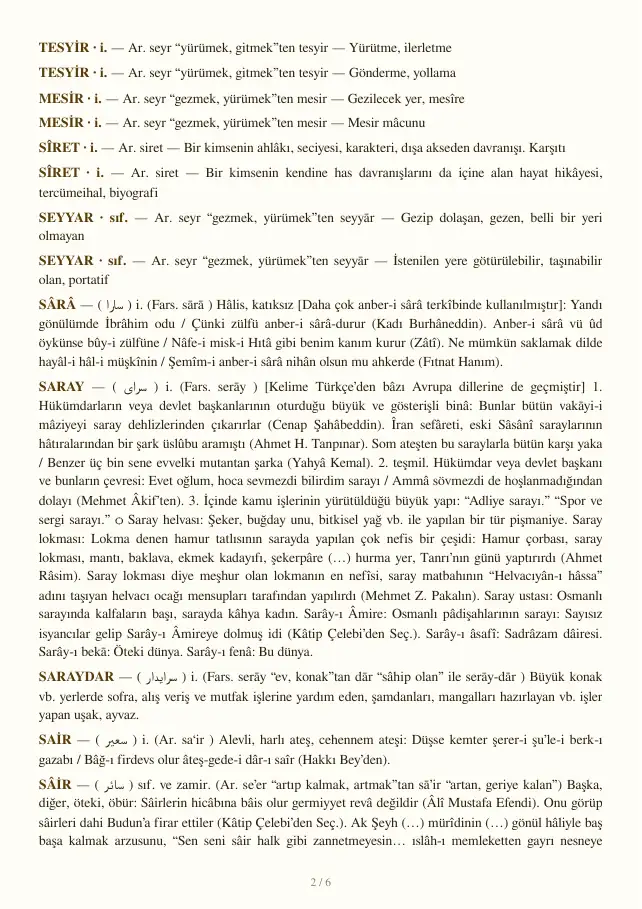 TESYİR · i. — Ar. seyr “yürümek, gitmek”ten tesyir — Yürütme, ilerletme
TESYİR · i. — Ar. seyr “yürümek, gitmek”ten tesyir — Gönderme, yollama
MESİR · i. — Ar. seyr “gezmek, yürümek”ten mesir — Gezilecek yer, mesîre
MESİR · i. — Ar. seyr “gezmek, yürümek”ten mesir — Mesir mâcunu
SÎRET · i. — Ar. siret — Bir kimsenin ahlâkı, seciyesi, karakteri, dışa akseden davranışı. Karşıtı
SÎRET · i. — Ar. siret — Bir kimsenin kendine has davranışlarını da içine alan hayat hikâyesi,
tercümeihal, biyografi
SEYYAR · sıf. — Ar. seyr “gezmek, yürümek”ten seyyār — Gezip dolaşan, gezen, belli bir yeri
olmayan
SEYYAR · sıf. — Ar. seyr “gezmek, yürümek”ten seyyār — İstenilen yere götürülebilir, taşınabilir
olan, portatif
SÂRÂ — ( سارا ) i. (Fars. sārā ) Hâlis, katıksız [Daha çok anber-i sârâ terkîbinde kullanılmıştır]: Yandı
gönülümde İbrâhim odu / Çünki zülfü anber-i sârâ-durur (Kadı Burhâneddin). Anber-i sârâ vü ûd
öykünse bûy-i zülfüne / Nâfe-i misk-i Hıtâ gibi benim kanım kurur (Zâtî). Ne mümkün saklamak dilde
hayâl-i hâl-i müşkînin / Şemîm-i anber-i sârâ nihân olsun mu ahkerde (Fıtnat Hanım).
SARAY — ( سراى ) i. (Fars. serāy ) [Kelime Türkçe’den bâzı Avrupa dillerine de geçmiştir] 1.
Hükümdarların veya devlet başkanlarının oturduğu büyük ve gösterişli binâ: Bunlar bütün vakāyi-i
mâziyeyi saray dehlizlerinden çıkarırlar (Cenap Şahâbeddin). Îran sefâreti, eski Sâsânî saraylarının
hâtıralarından bir şark üslûbu aramıştı (Ahmet H. Tanpınar). Som ateşten bu saraylarla bütün karşı yaka
/ Benzer üç bin sene evvelki mutantan şarka (Yahyâ Kemal). 2. teşmil. Hükümdar veya devlet başkanı
ve bunların çevresi: Evet oğlum, hoca sevmezdi bilirdim sarayı / Ammâ sövmezdi de hoşlanmadığından
dolayı (Mehmet Âkif’ten). 3. İçinde kamu işlerinin yürütüldüğü büyük yapı: “Adliye sarayı.” “Spor ve
sergi sarayı.” ѻ Saray helvası: Şeker, buğday unu, bitkisel yağ vb. ile yapılan bir tür pişmaniye. Saray
lokması: Lokma denen hamur tatlısının sarayda yapılan çok nefis bir çeşidi: Hamur çorbası, saray
lokması, mantı, baklava, ekmek kadayıfı, şekerpâre (…) hurma yer, Tanrı’nın günü yaptırırdı (Ahmet
Râsim). Saray lokması diye meşhur olan lokmanın en nefîsi, saray matbahının “Helvacıyân-ı hâssa”
adını taşıyan helvacı ocağı mensupları tarafından yapılırdı (Mehmet Z. Pakalın). Saray ustası: Osmanlı
sarayında kalfaların başı, sarayda kâhya kadın. Sarây-ı Âmire: Osmanlı pâdişahlarının sarayı: Sayısız
isyancılar gelip Sarây-ı Âmireye dolmuş idi (Kâtip Çelebi’den Seç.). Sarây-ı âsafî: Sadrâzam dâiresi.
Sarây-ı bekā: Öteki dünya. Sarây-ı fenâ: Bu dünya.
SARAYDAR — ( سرايدار ) i. (Fars. serāy “ev, konak”tan dār “sâhip olan” ile serāy-dār ) Büyük konak
vb. yerlerde sofra, alış veriş ve mutfak işlerine yardım eden, şamdanları, mangalları hazırlayan vb. işler
yapan uşak, ayvaz.
SAİR — ( سعير ) i. (Ar. sa‘ir ) Alevli, harlı ateş, cehennem ateşi: Düşse kemter şerer-i şu’le-i berk-ı
gazabı / Bâğ-ı firdevs olur âteş-gede-i dâr-ı saîr (Hakkı Bey’den).
SÂİR — ( سائر ) sıf. ve zamir. (Ar. se’er “artıp kalmak, artmak”tan sā’ir “artan, geriye kalan”) Başka,
diğer, öteki, öbür: Sâirlerin hicâbına bâis olur germiyyet revâ değildir (Âlî Mustafa Efendi). Onu görüp
sâirleri dahi Budun’a firar ettiler (Kâtip Çelebi’den Seç.). Ak Şeyh (…) mürîdinin (…) gönül hâliyle baş
başa kalmak arzusunu, “Sen seni sâir halk gibi zannetmeyesin… ıslâh-ı memleketten gayrı nesneye
2 / 6